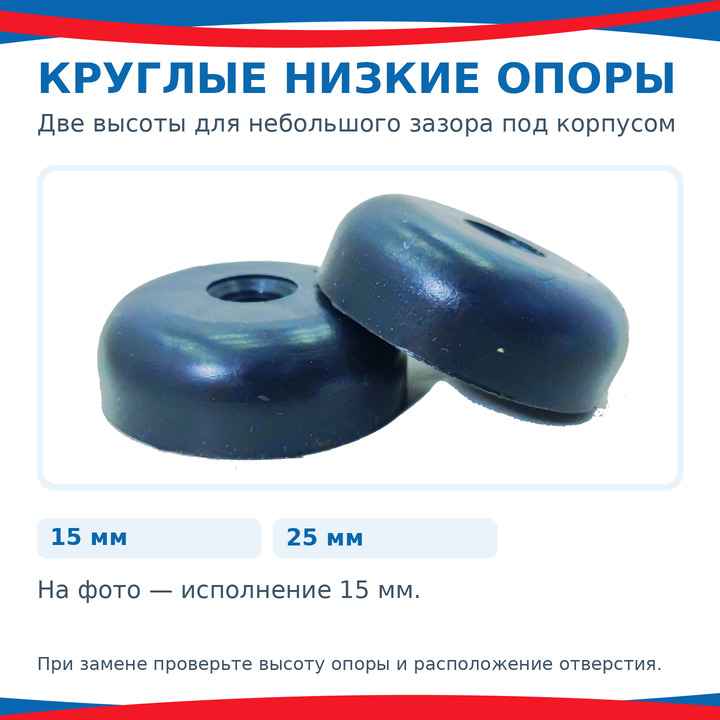 КРУГЛЫЕ НИЗКИЕ ОПОРЫ
Две высоты для небольшого зазора под корпусом
15 мм
25 мм
На фото — исполнение 15 мм.
При замене проверьте высоту опоры и расположение отверстия.